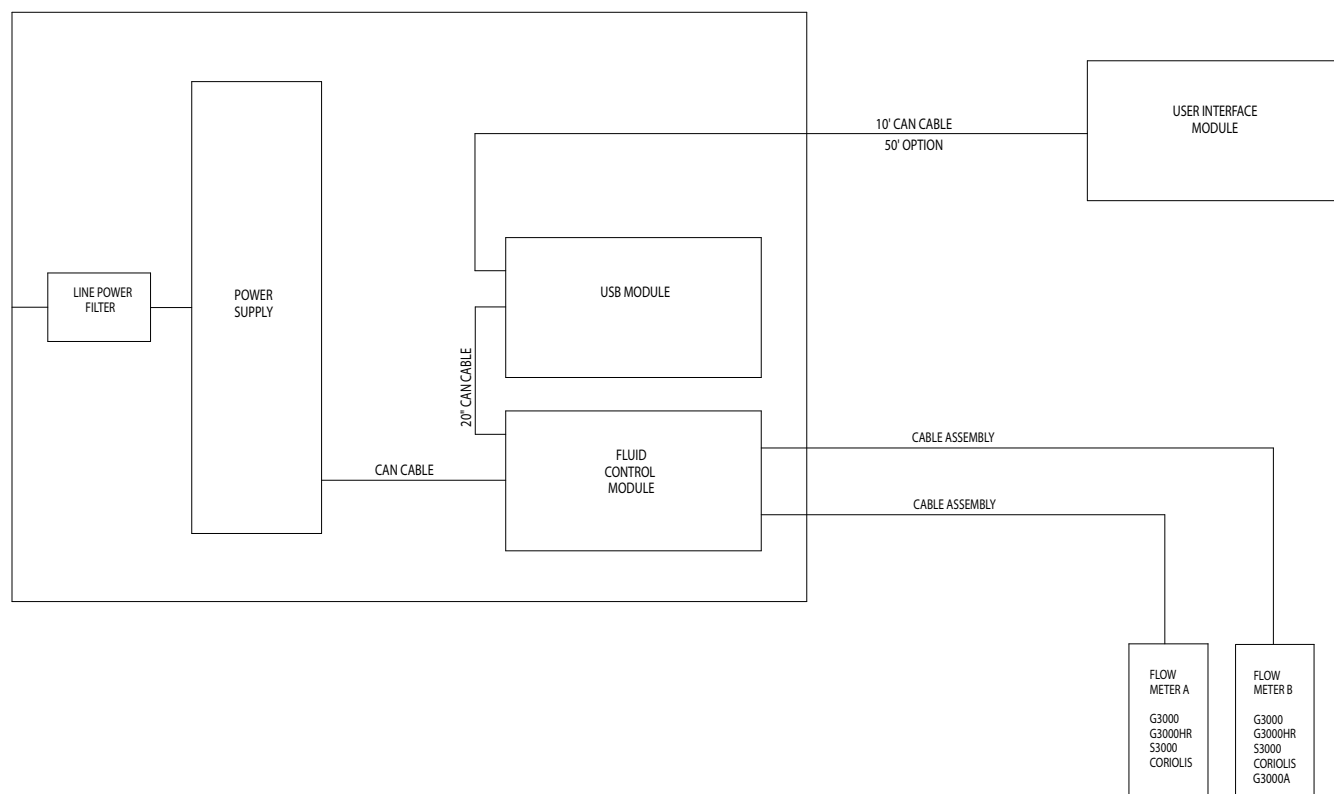 USER INTERFACE
MODULE
10' CAN CABLE
50' OPTION
LINE POWER
FILTER
POWER
SUPPLY
USB MODULE
20" CAN CABLE
FLUID
CONTROL
MODULE
CAN CABLE
CABLE ASSEMBLY
CABLE ASSEMBLY
FLOW
METER A
G3000
G3000HR
S3000
CORIOLIS
FLOW
METER B
G3000
G3000HR
S3000
CORIOLIS
G3000A